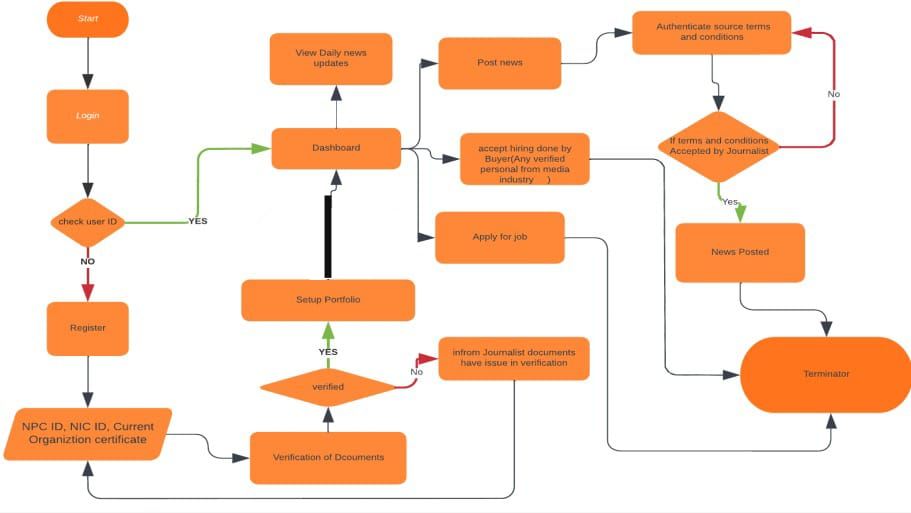 Start
Login
check user ID
YES
NO
Register
NPC ID, NIC ID, Current
Organiztion certificate
View Daily news
updates
Dashboard
Setup Portfolio
YES
verified
No
Verification of Dcouments
infrom Journalist documents
have issue in verification
Post news
accept hiring done by
Buyer(Any verified
personal from media
industry )
Apply for job
Authenticate source terms
and conditions
No
If terms and conditions
Accepted by Journalist
Yes
News Posted
Terminator